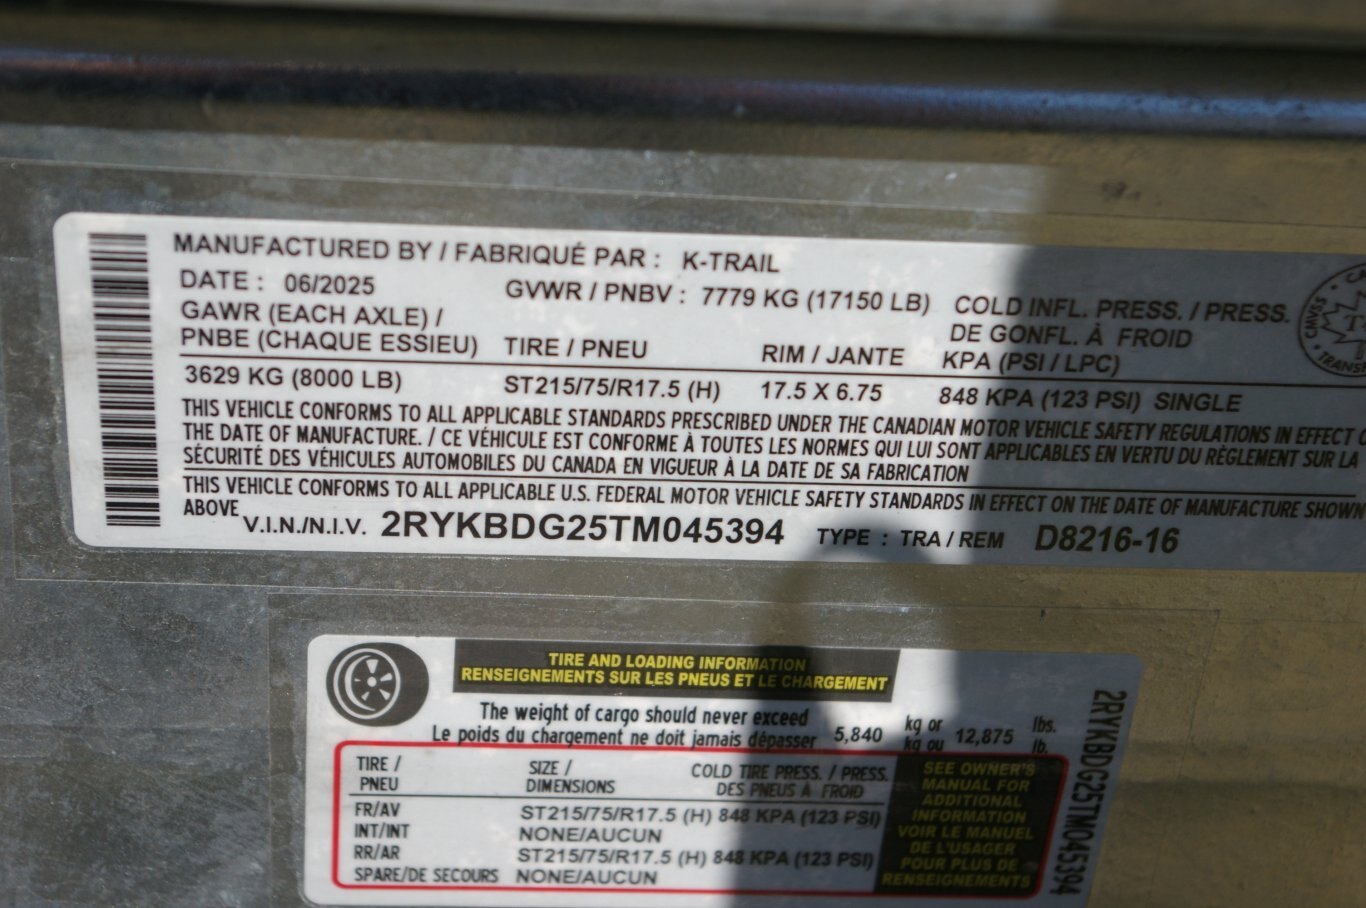 MANUFACTURED BY / FABRIQUÉ PAR : K-TRAIL
DATE : 06/2025
GVWR / PNBV : 7779 KG (17150 LB)
GAWR (EACH AXLE) /
PNBE (CHAQUE ESSIEU)
TIRE / PNEU
RIM / JANTE
COLD INFL. PRESS. / PRESS.
DE GONFL. À FROID
KPA (PSI / LPC)
3629 KG (8000 LB)
ST215/75/R17.5 (H)
17.5 X 6.75
848 KPA (123 PSI) SINGLE
CMVSS
THIS VEHICLE CONFORMS TO ALL APPLICABLE STANDARDS PRESCRIBED UNDER THE CANADIAN MOTOR VEHICLE SAFETY REGULATIONS IN EFFECT
THE DATE OF MANUFACTURE. / CE VÉHICULE EST CONFORME À TOUTES LES NORMES QUI LUI SONT APPLICABLES EN VERTU DU RÈGLEMENT SUR LA
SÉCURITÉ DES VÉHICULES AUTOMOBILES DU CANADA EN VIGUEUR À LA DATE DE SA FABRICATION
THIS VEHICLE CONFORMS TO ALL APPLICABLE U.S. FEDERAL MOTOR VEHICLE SAFETY STANDARDS IN EFFECT ON THE DATE OF MANUFACTURE SHOWN
ABOVE
V.I.N./N.I.V. 2RYKBDG25TM045394 TYPE : TRA / REM D8216-16
TIRE AND LOADING INFORMATION
RENSEIGNEMENTS SUR LES PNEUS ET LE CHARGEMENT
The weight of cargo should never exceed
Le poids du chargement ne doit jamais dépasser
5,840
kg or
kg ou
12,875
lbs.
lb.
TIRE /
PNEU
SIZE /
DIMENSIONS
COLD TIRE PRESS. / PRESS.
DES PNEUS À FROID
FR/AV ST215/75/R17.5 (H) 848 KPA (123 PSI)
INT/INT NONE/AUCUN
RR/AR ST215/75/R17.5 (H) 848 KPA (123 PSI)
SPARE/DE SECOURS NONE/AUCUN
SEE OWNER'S
MANUAL FOR
ADDITIONAL
INFORMATION
VOIR LE MANUEL
DE L'USAGER
POUR PLUS DE
RENSEIGNEMENTS
2RYKBDG25TM045394